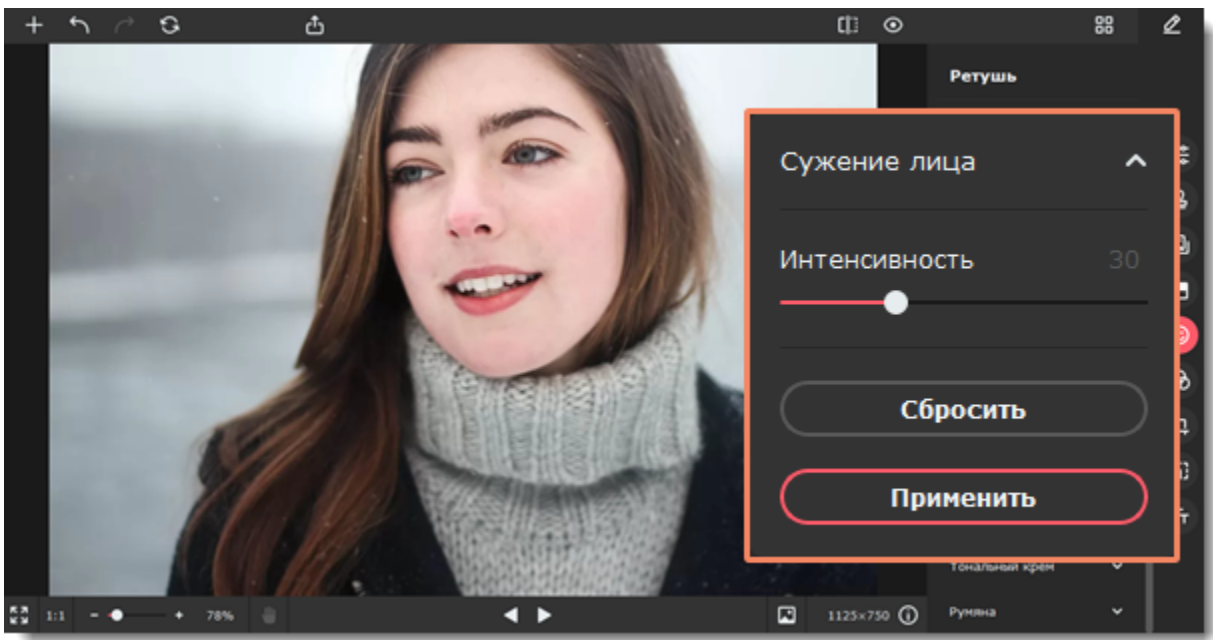 Ретушь
Сужение лица
Интенсивность 30
Сбросить
Применить
Тональный крем
Румяна
1:1
78%
1125×750